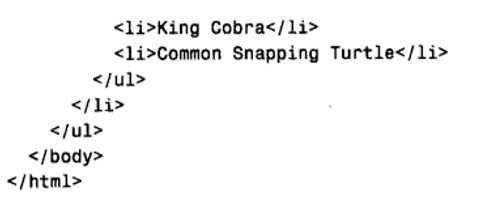 <li>King Cobra</li>
<li>Common Snapping Turtle</li>
</ul>
</li>
</ul>
</body>
</html>